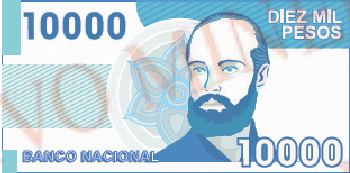 10000
DIEZ MIL
PESOS
BANCO NACIONAL
10000